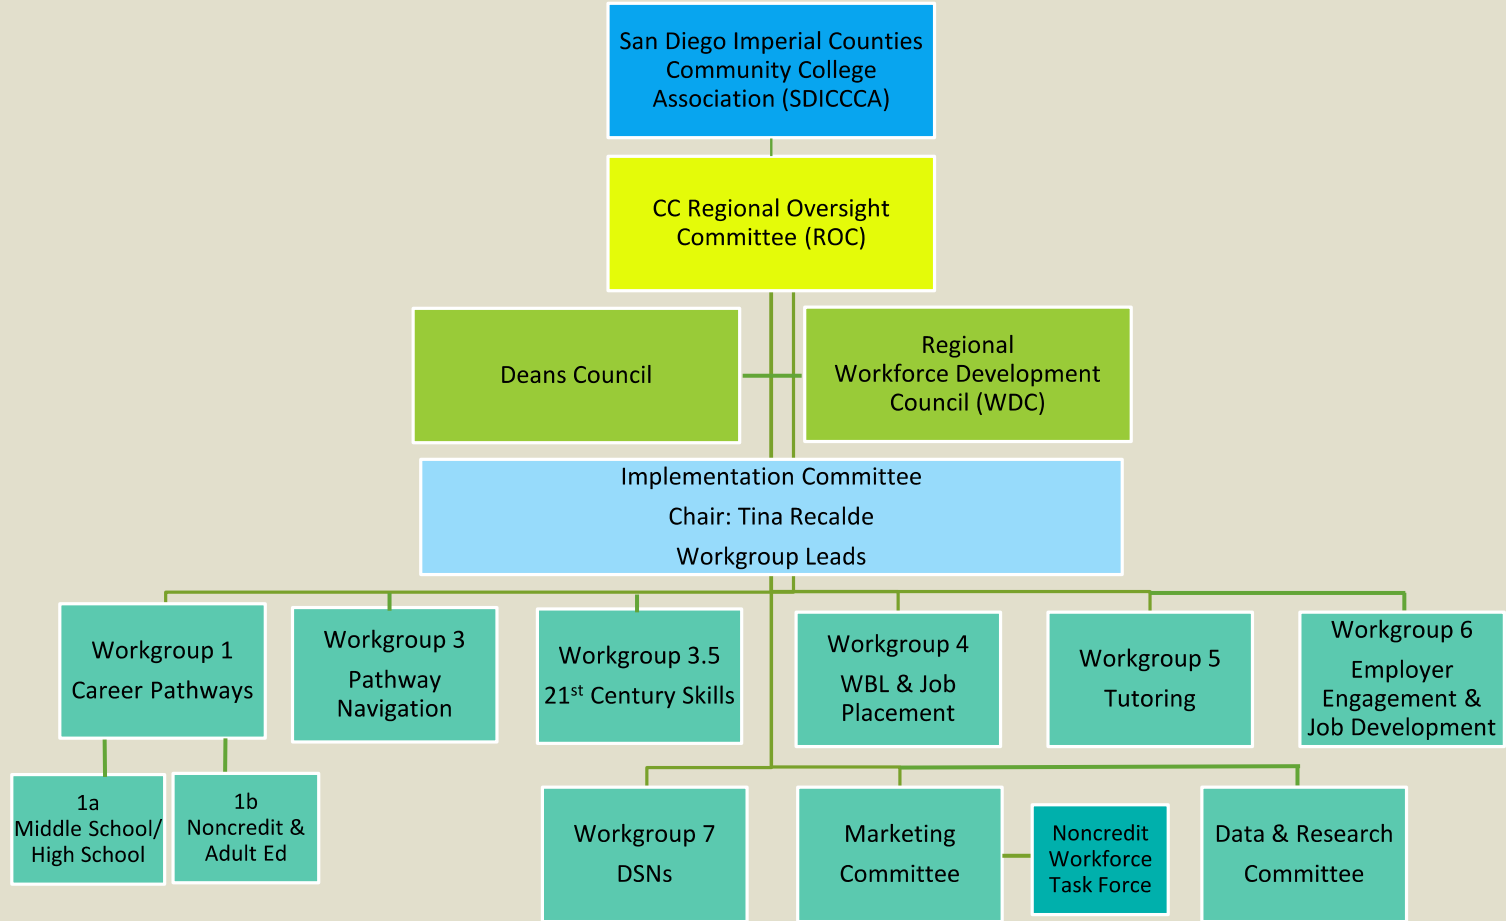 San Diego Imperial Counties
Community College
Association (SDICCCA)
CC Regional Oversight
Committee (ROC)
Deans Council
Regional
Workforce Development
Council (WDC)
Implementation Committee
Chair: Tina Recalde
Workgroup Leads
Workgroup 1
Career Pathways
Workgroup 3
Pathway
Navigation
Workgroup 3.5
21st Century Skills
Workgroup 4
WBL & Job
Placement
Workgroup 5
Tutoring
Workgroup 6
Employer
Engagement &
Job Development
1a
Middle School/
High School
1b
Noncredit &
Adult Ed
Workgroup 7
DSNs
Marketing
Committee
Noncredit
Workforce
Task Force
Data & Research
Committee